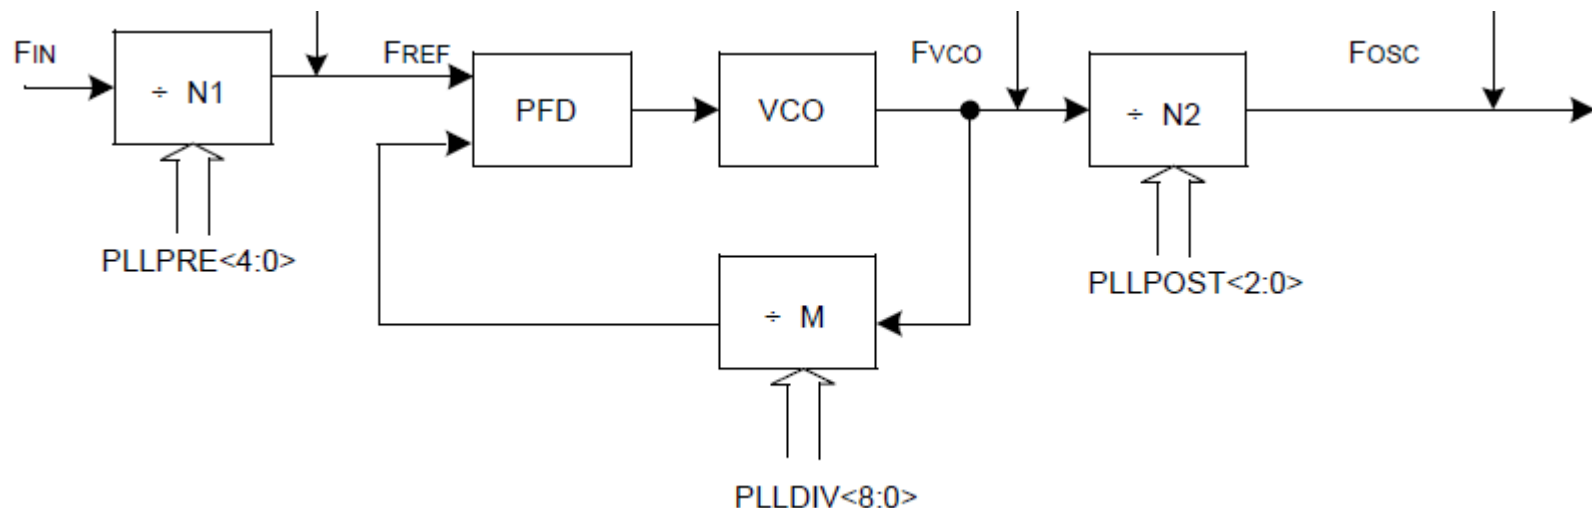 FIN
÷ N1
PLLPRE<4:0>
FREF
PFD
VCO
FVCO
÷ N2
PLLPOST<2:0>
FOSC
÷ M
PLLDIV<8:0>